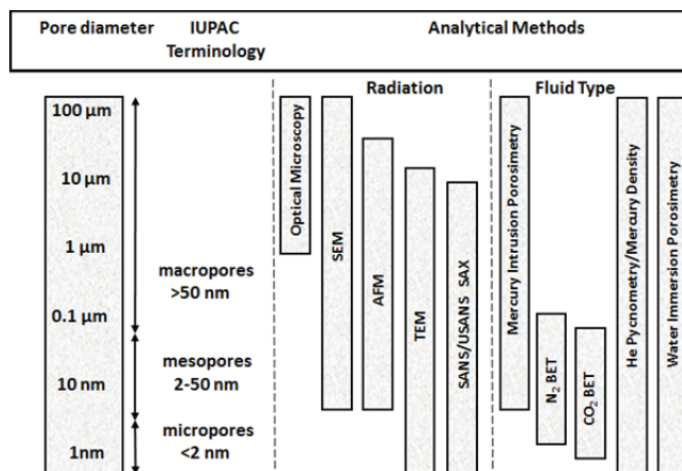 Pore diameter
IUPAC
Terminology
Analytical Methods
Radiation
Fluid Type
100 µm
10 µm
1 µm
0.1 µm
10 nm
1nm
macropores
>50 nm
mesopores
2-50 nm
micropores
<2 nm
Optical Microscopy
SEM
AFM
TEM
SANS/USANS SAX
Mercury Intrusion Porosimetry
N₂ BET
CO₂ BET
He Pycnometry/Mercury Density
Water Immersion Porosimetry